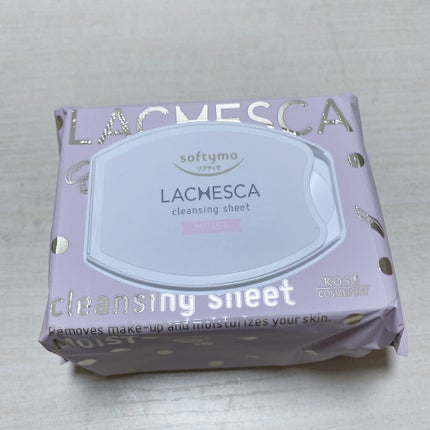 LACHESCA
softymo
ソフティモ
LACHESCA
cleansing sheet
MOIST
KOSÉ
COSMEPORT
cleansing sheet
Removes make-up and moisturizes your skin.
MOIST